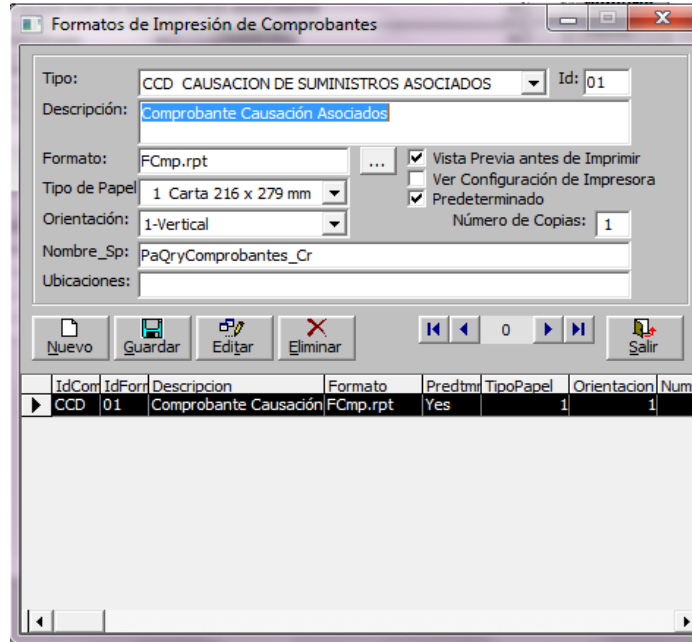 Formatos de Impresión de Comprobantes
Tipo: CCD CAUSACION DE SUMINISTROS ASOCIADOS Id: 01
Descripción: Comprobante Causación Asociados
Formato: FCmp.rpt ... Vista Previa antes de Imprimir
Ver Configuración de Impresora
Tipo de Papel 1 Carta 216 x 279 mm Predeterminado
Orientación: 1-Vertical Número de Copias: 1
Nombre_Sp: PaQryComprobantes_Cr
Ubicaciones:
Nuevo Guardar Editar Eliminar 0 Salir
IdCom IdForm Descripcion Formato Predtmr TipoPapel Orientacion Num
CCD 01 Comprobante Causación FCmp.rpt Yes 1 1